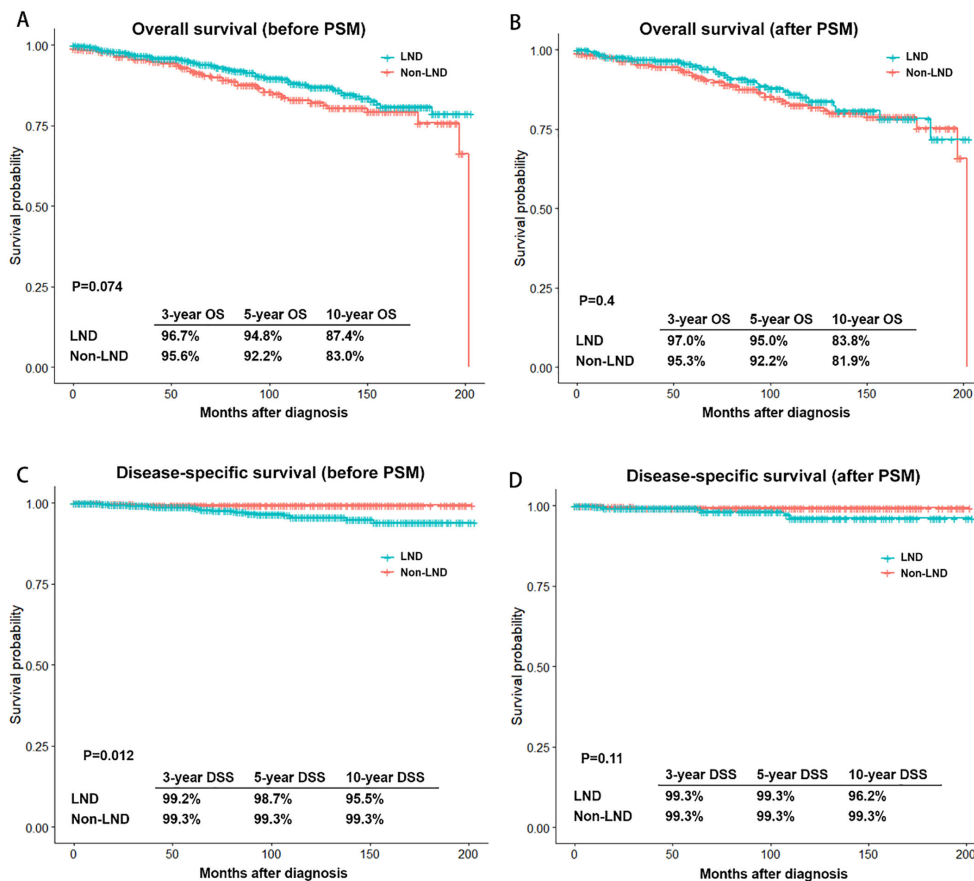 A
Overall survival (before PSM)
LND
Non-LND
1.00
0.75
0.50
0.25
0.00
Survival probability
P=0.074
3-year OS 5-year OS 10-year OS
LND 96.7% 94.8% 87.4%
Non-LND 95.6% 92.2% 83.0%
0 50 100 150 200
Months after diagnosis
B
Overall survival (after PSM)
LND
Non-LND
1.00
0.75
0.50
0.25
0.00
Survival probability
P=0.4
3-year OS 5-year OS 10-year OS
LND 97.0% 95.0% 83.8%
Non-LND 95.3% 92.2% 81.9%
0 50 100 150 200
Months after diagnosis
C
Disease-specific survival (before PSM)
LND
Non-LND
1.00
0.75
0.50
0.25
0.00
Survival probability
P=0.012
3-year DSS 5-year DSS 10-year DSS
LND 99.2% 98.7% 95.5%
Non-LND 99.3% 99.3% 99.3%
0 50 100 150 200
Months after diagnosis
D
Disease-specific survival (after PSM)
LND
Non-LND
1.00
0.75
0.50
0.25
0.00
Survival probability
P=0.11
3-year DSS 5-year DSS 10-year DSS
LND 99.3% 99.3% 96.2%
Non-LND 99.3% 99.3% 99.3%
0 50 100 150 200
Months after diagnosis